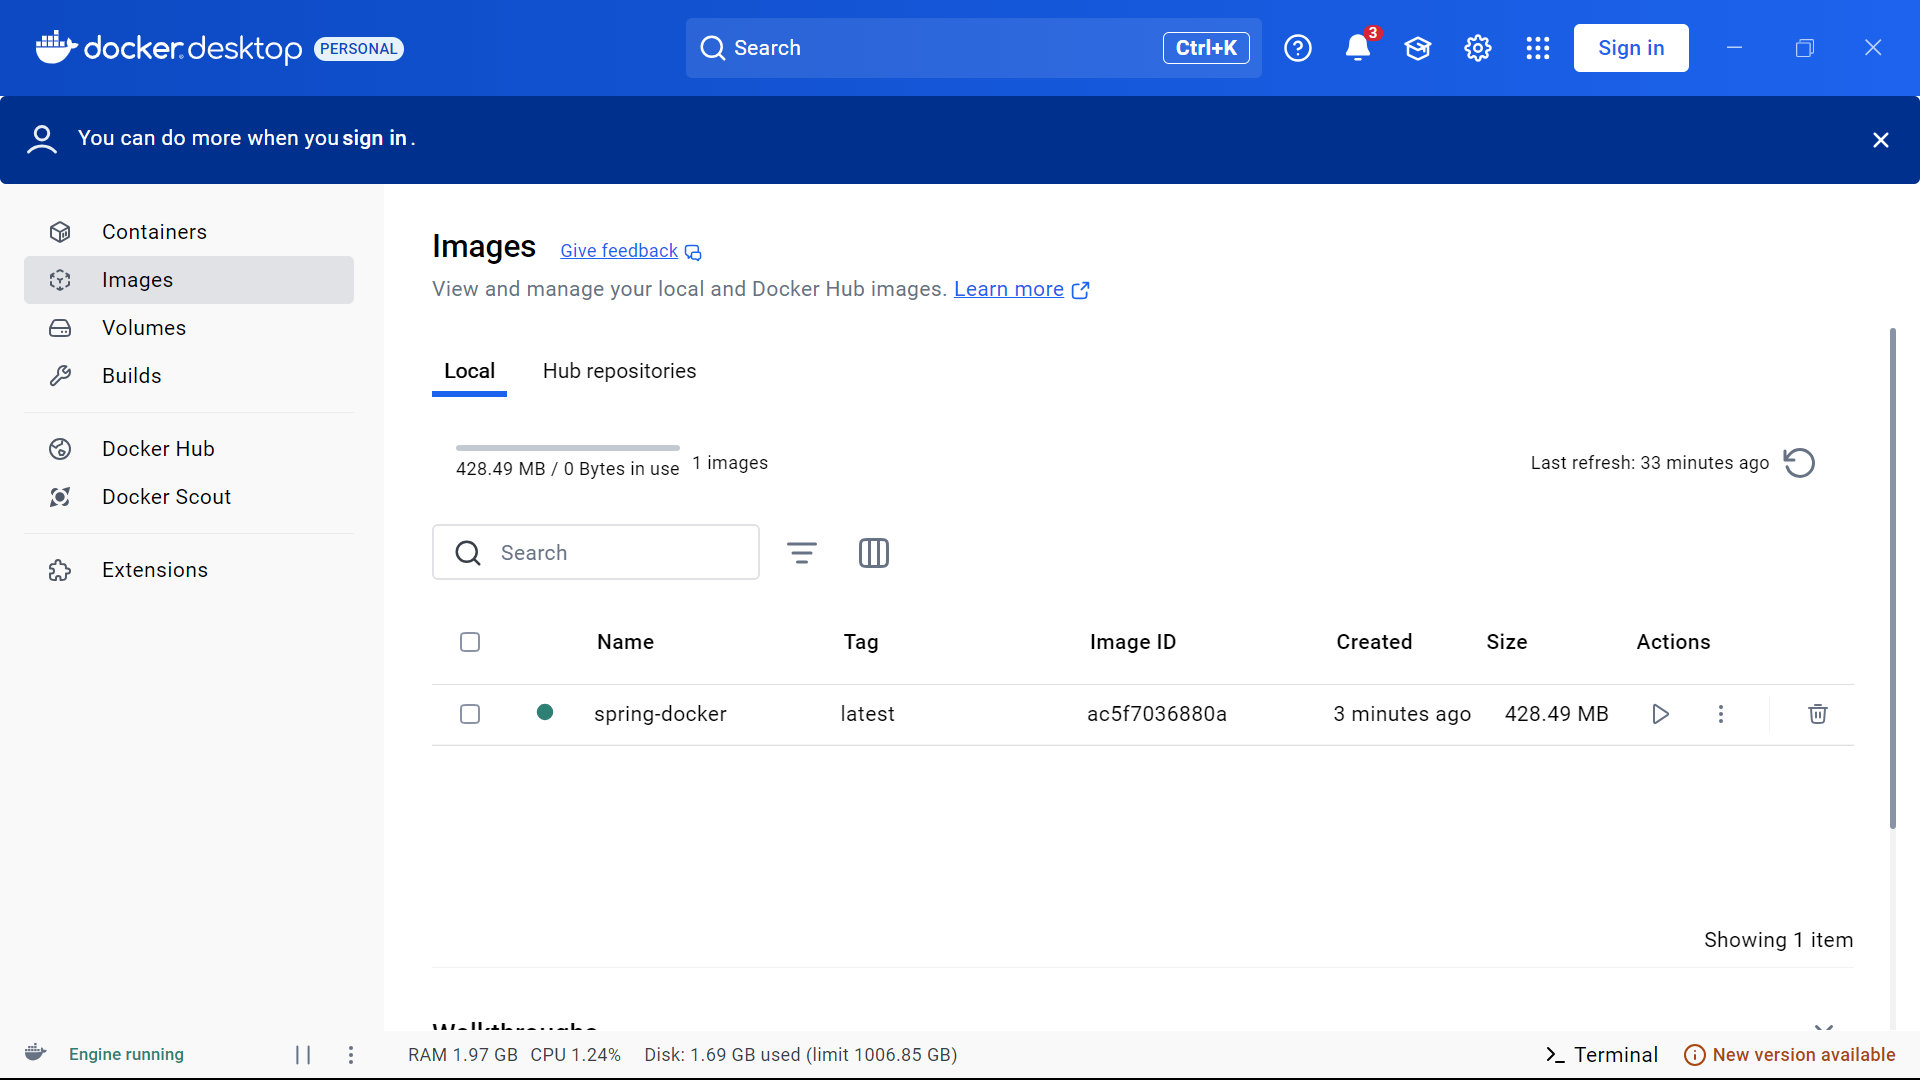 docker desktop PERSONAL
Search Ctrl+K
3
Sign in
You can do more when you sign in.
Containers
Images
Volumes
Builds
Docker Hub
Docker Scout
Extensions
Images Give feedback
View and manage your local and Docker Hub images. Learn more
Local Hub repositories
428.49 MB / 0 Bytes in use 1 images
Last refresh: 33 minutes ago
Search
Name Tag Image ID Created Size Actions
spring-docker latest ac5f7036880a 3 minutes ago 428.49 MB
Showing 1 item
Walkthroughs
Engine running
RAM 1.97 GB CPU 1.24% Disk: 1.69 GB used (limit 1006.85 GB)
Terminal
New version available